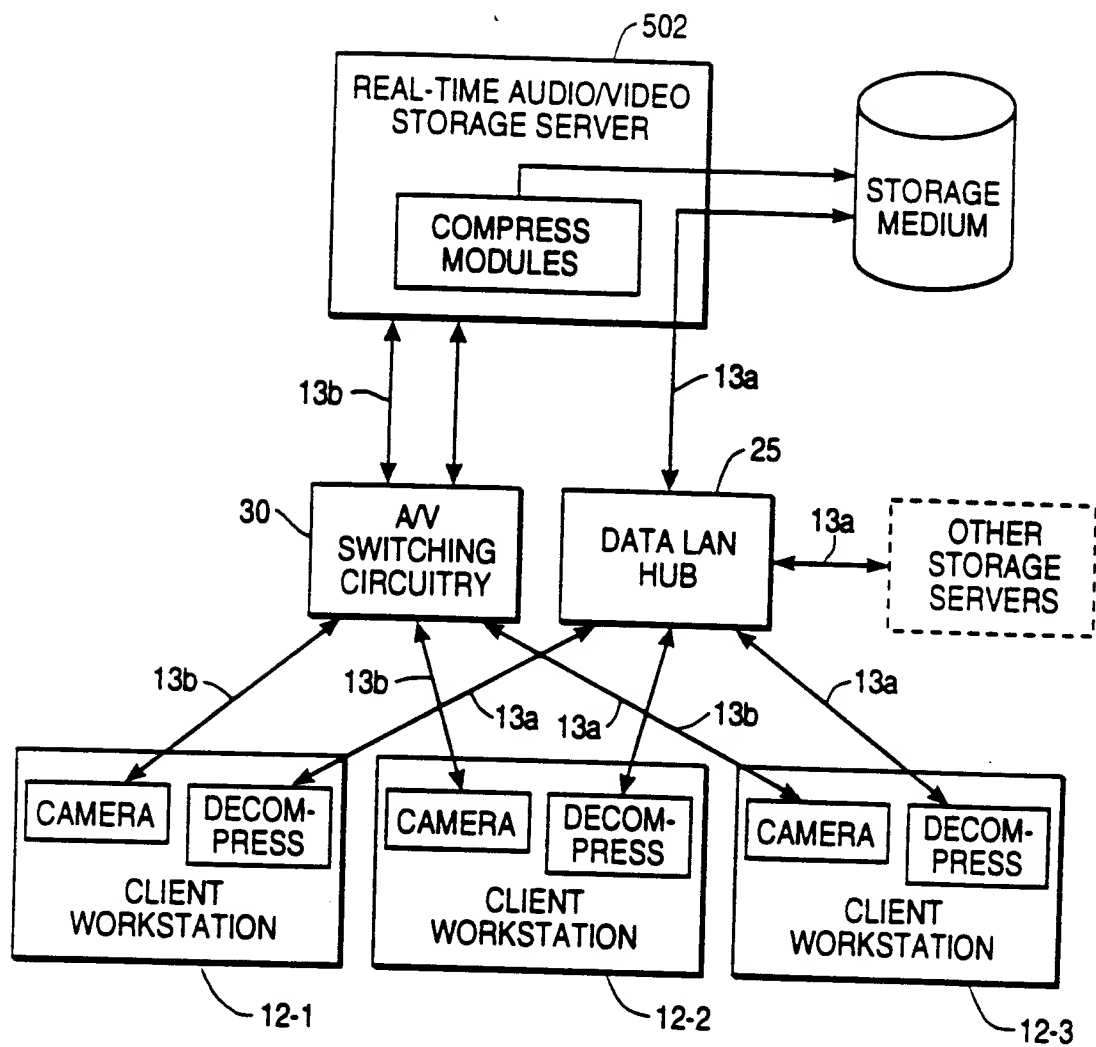 502
REAL-TIME AUDIO/VIDEO
STORAGE SERVER
COMPRESS
MODULES
STORAGE
MEDIUM
13b
13a
25
30
A/V
SWITCHING
CIRCUITRY
DATA LAN
HUB
13a
OTHER
STORAGE
SERVERS
13b
13b
13a
13a
13b
13a
CAMERA
DECOM-
PRESS
CLIENT
WORKSTATION
CAMERA
DECOM-
PRESS
CLIENT
WORKSTATION
CAMERA
DECOM-
PRESS
CLIENT
WORKSTATION
12-1
12-2
12-3